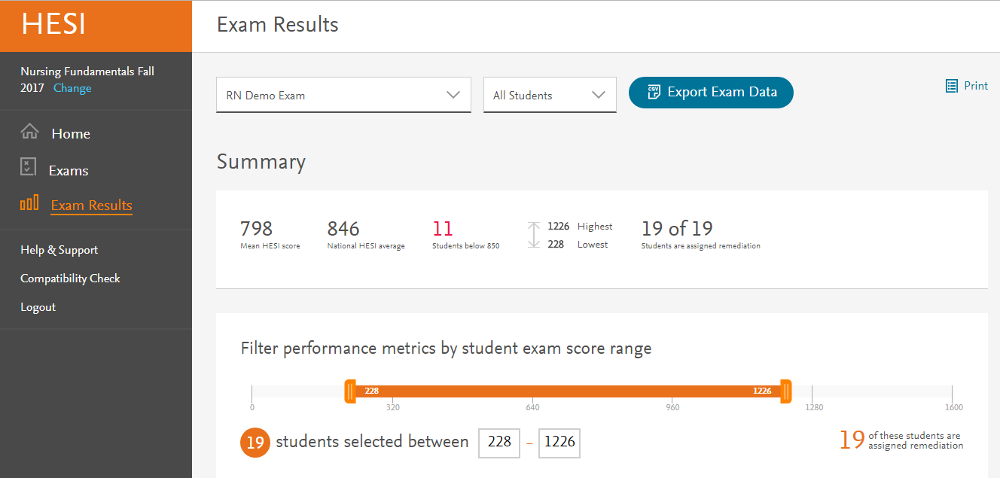 HESI
Exam Results
Nursing Fundamentals Fall
2017 Change
Home
Exams
Exam Results
Help & Support
Compatibility Check
Logout
RN Demo Exam
All Students
CSV Export Exam Data
Print
Summary
798
Mean HESI score
846
National HESI average
11
Students below 850
1226 Highest
228 Lowest
19 of 19
Students are assigned remediation
Filter performance metrics by student exam score range
228 1226
0 320 640 960 1280 1600
19 students selected between 228 – 1226
19 of these students are
assigned remediation